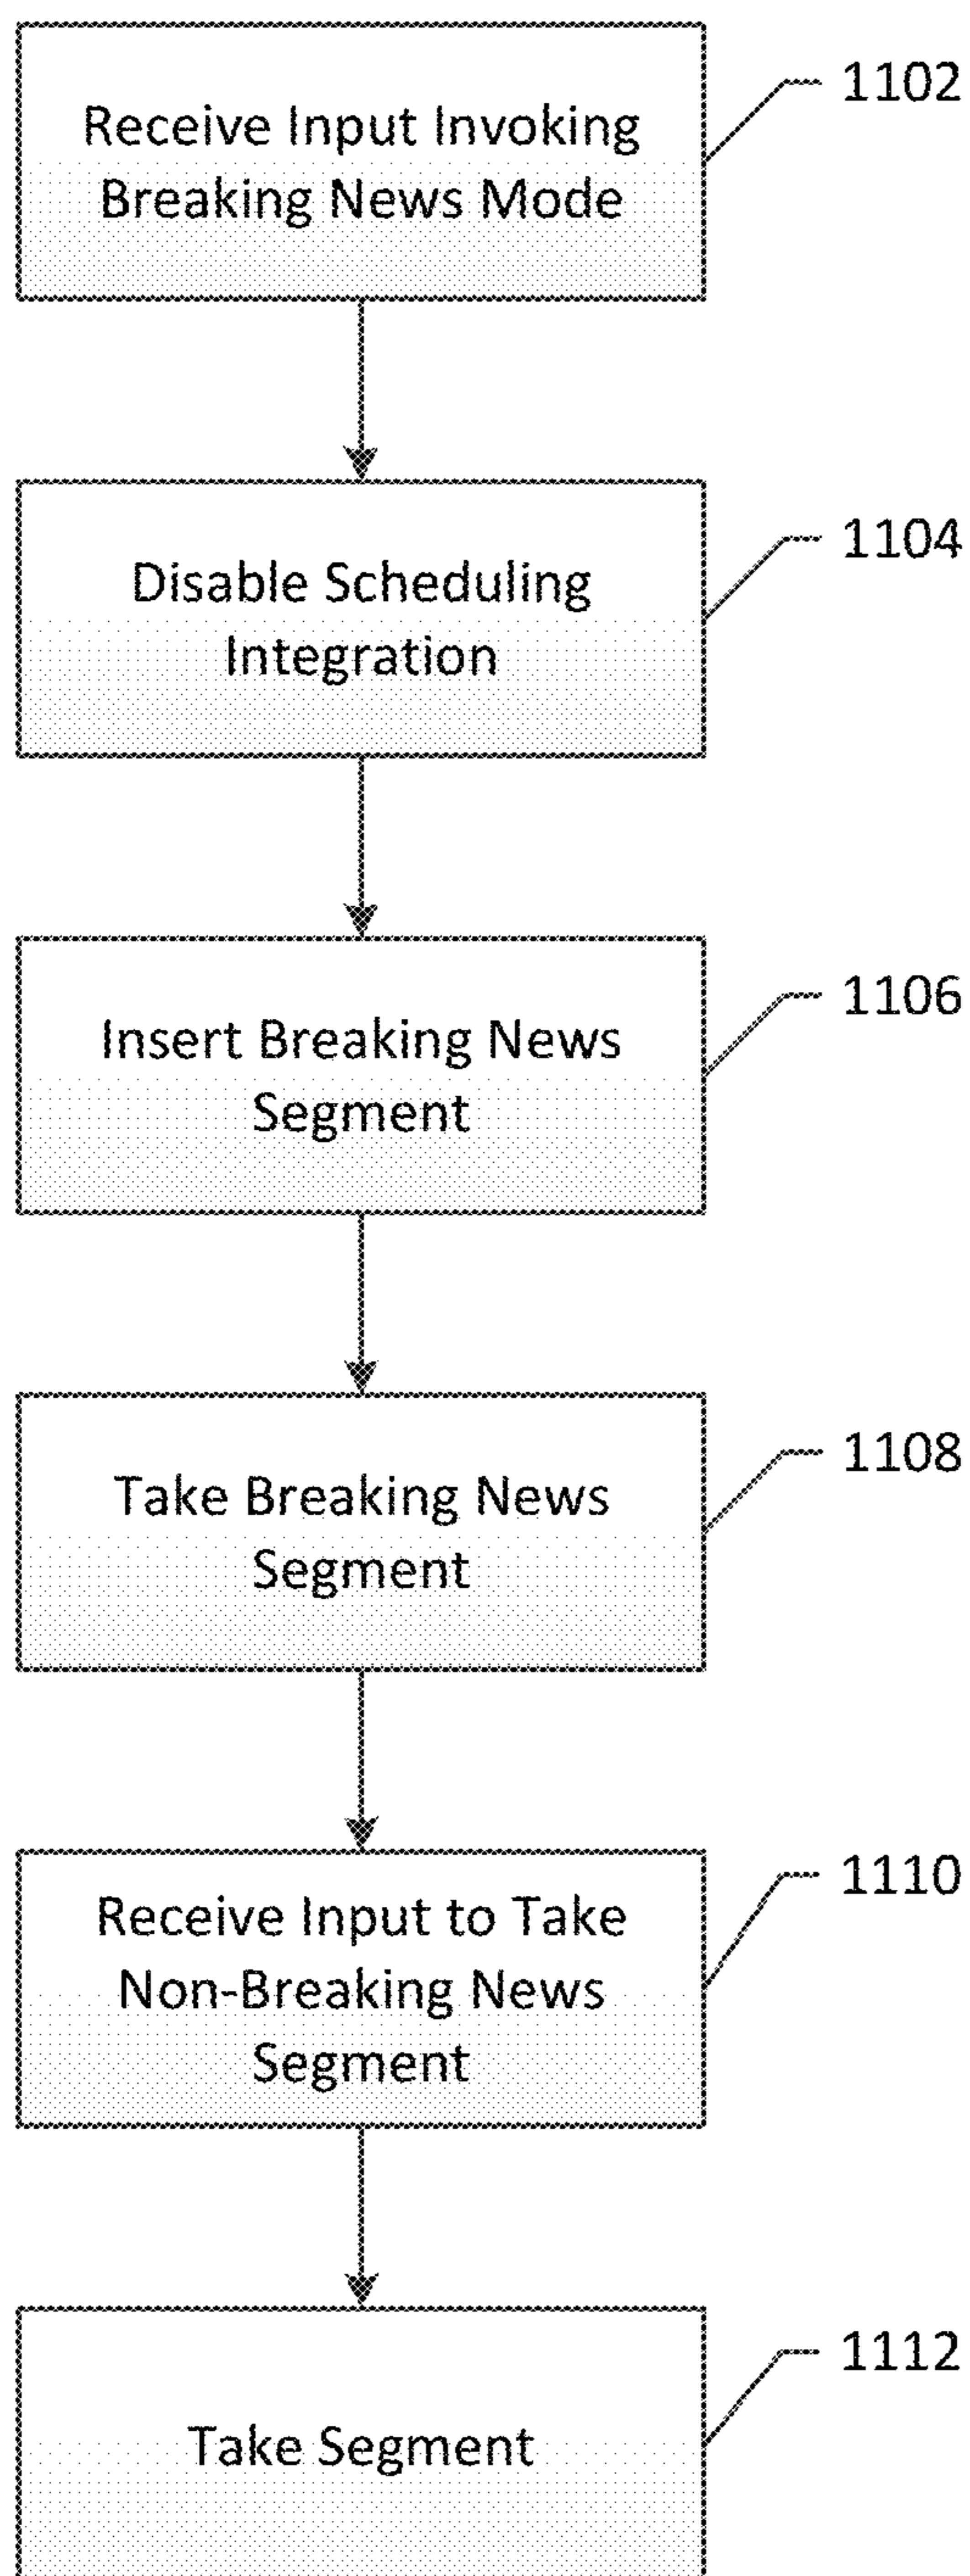 Receive Input Invoking
Breaking News Mode
1102
Disable Scheduling
Integration
1104
Insert Breaking News
Segment
1106
Take Breaking News
Segment
1108
Receive Input to Take
Non-Breaking News
Segment
1110
Take Segment
1112